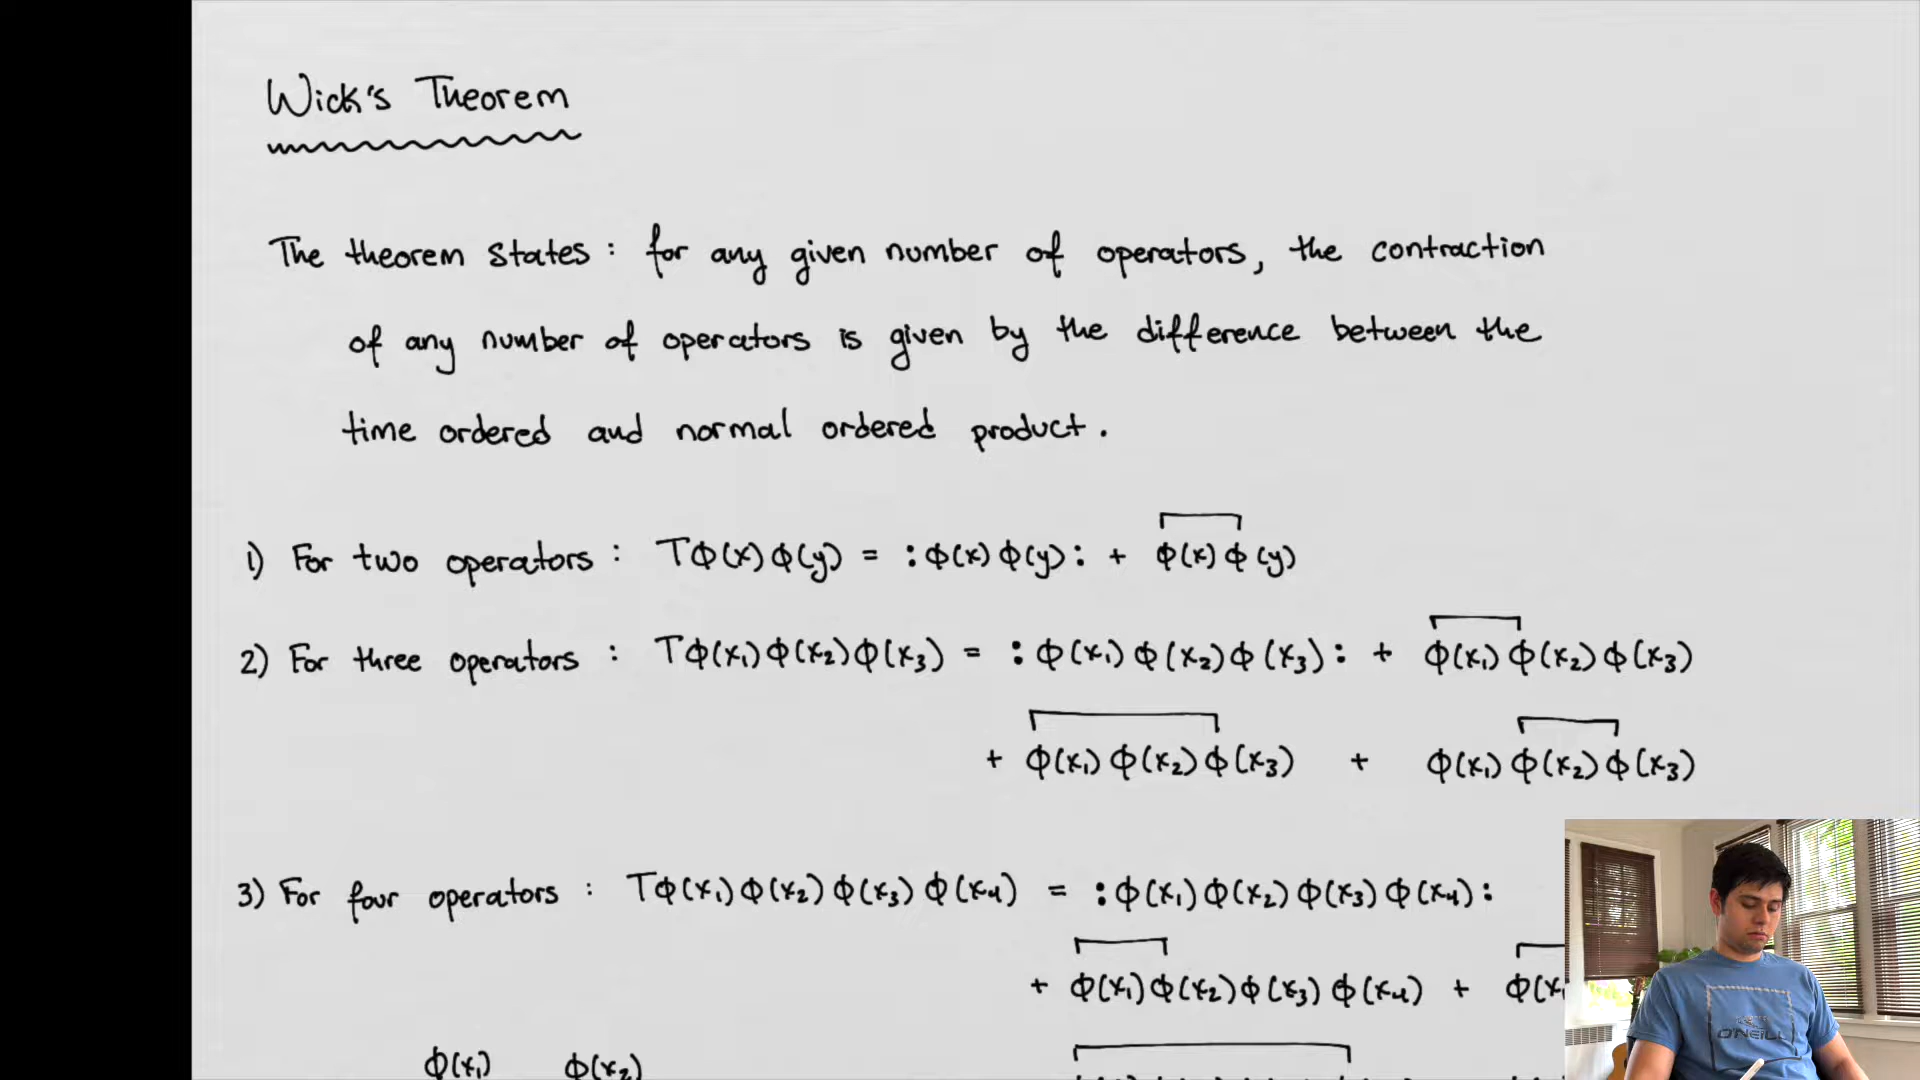 Wick's Theorem
The theorem states : for any given number of operators, the contraction
of any number of operators is given by the difference between the
time ordered and normal ordered product.
1) For two operators : Tϕ(x)ϕ(y) = :ϕ(x)ϕ(y): + ϕ(x)ϕ(y)
2) For three operators : Tϕ(x₁)ϕ(x₂)ϕ(x₃) = :ϕ(x₁)ϕ(x₂)ϕ(x₃): + ϕ(x₁)ϕ(x₂)ϕ(x₃)
+ ϕ(x₁)ϕ(x₂)ϕ(x₃) + ϕ(x₁)ϕ(x₂)ϕ(x₃)
3) For four operators : Tϕ(x₁)ϕ(x₂)ϕ(x₃)ϕ(x₄) = :ϕ(x₁)ϕ(x₂)ϕ(x₃)ϕ(x₄):
+ ϕ(x₁)ϕ(x₂)ϕ(x₃)ϕ(x₄) + ϕ(x₁
ϕ(x₁) ϕ(x₂)
O'NEILL